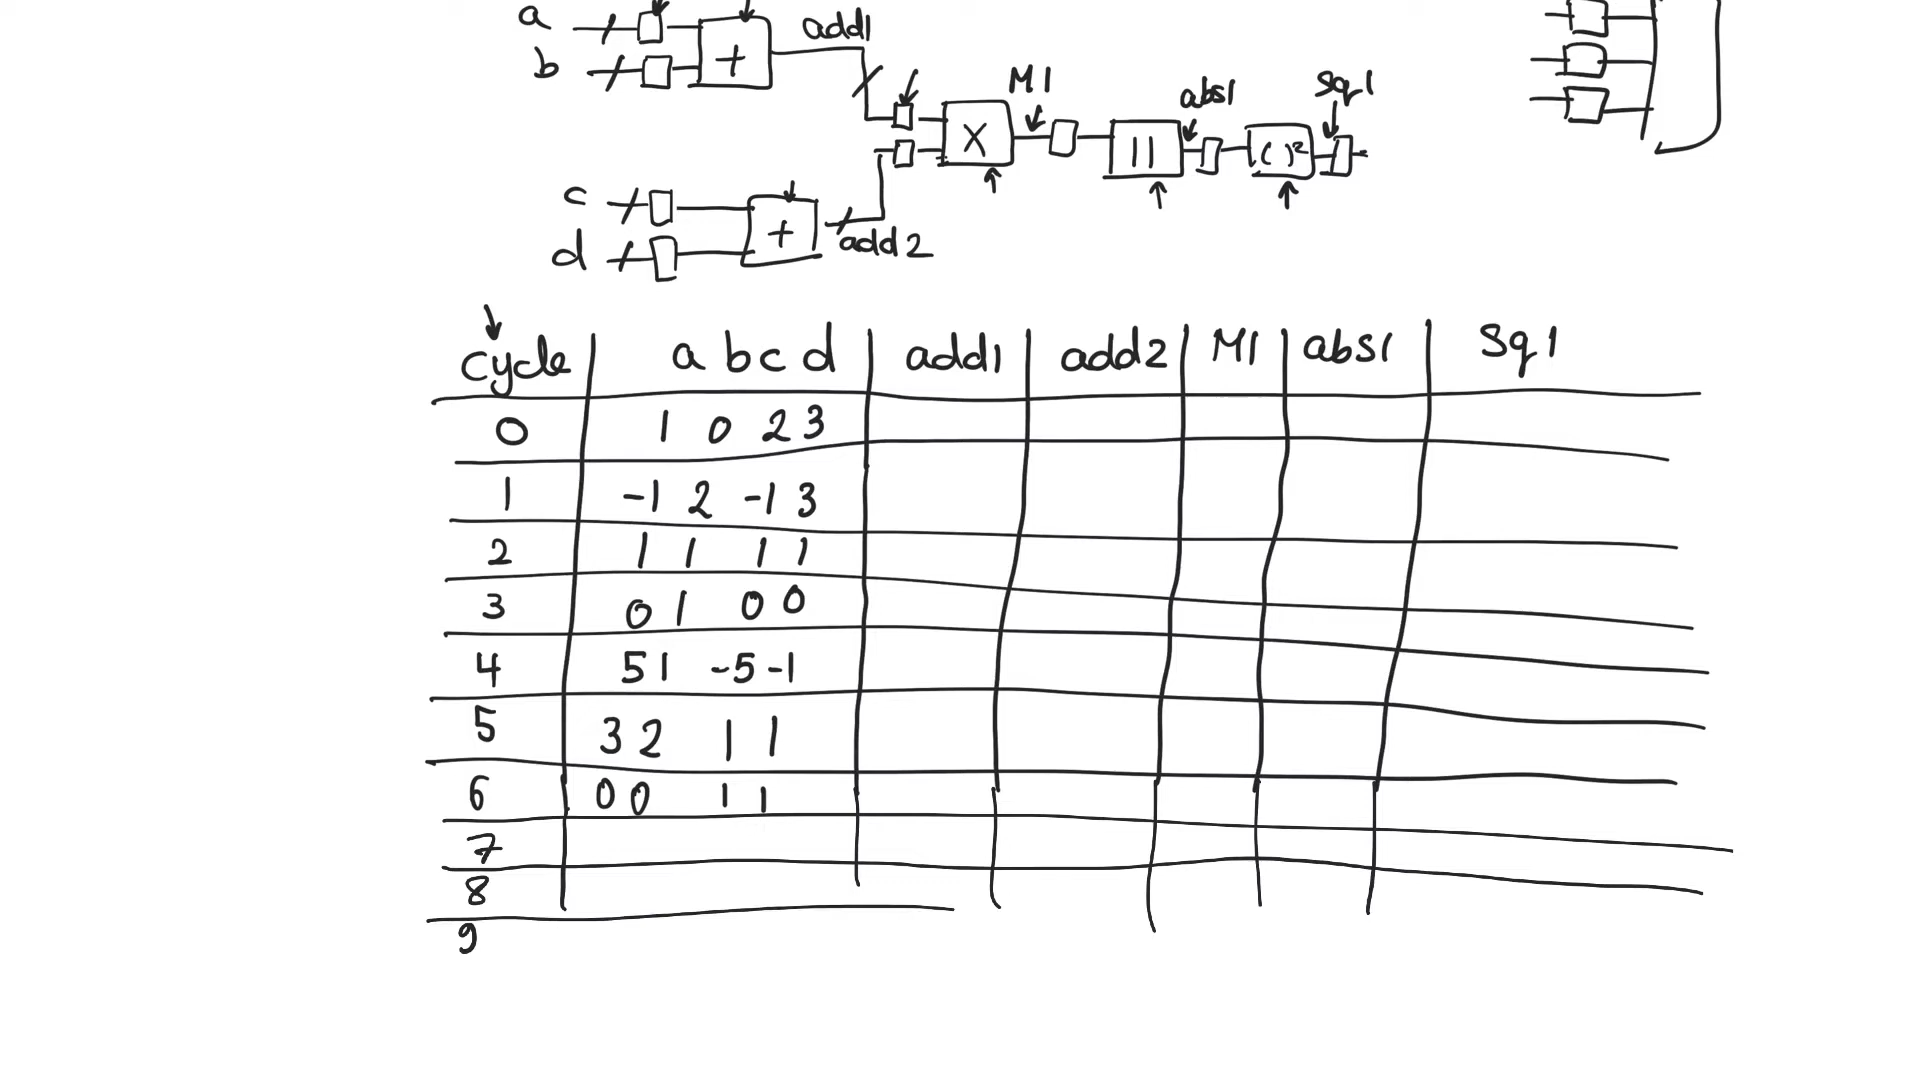 a
b
+
add1
X
M1
||
abs1
( )²
Sq1
c
d
+
add2
cycle a b c d add1 add2 M1 abs1 Sq1
0 1 0 2 3
1 -1 2 -1 3
2 1 1 1 1
3 0 1 0 0
4 5 1 -5 -1
5 3 2 1 1
6 0 0 1 1
7
8
9